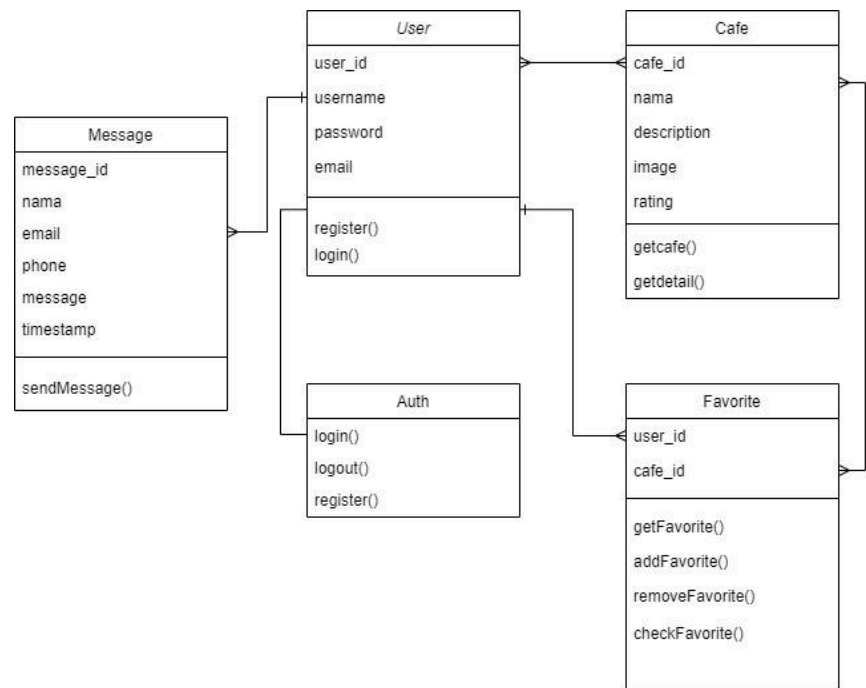 User
user_id
username
password
email
register()
login()
Cafe
cafe_id
nama
description
image
rating
getcafe()
getdetail()
Message
message_id
nama
email
phone
message
timestamp
sendMessage()
Auth
login()
logout()
register()
Favorite
user_id
cafe_id
getFavorite()
addFavorite()
removeFavorite()
checkFavorite()